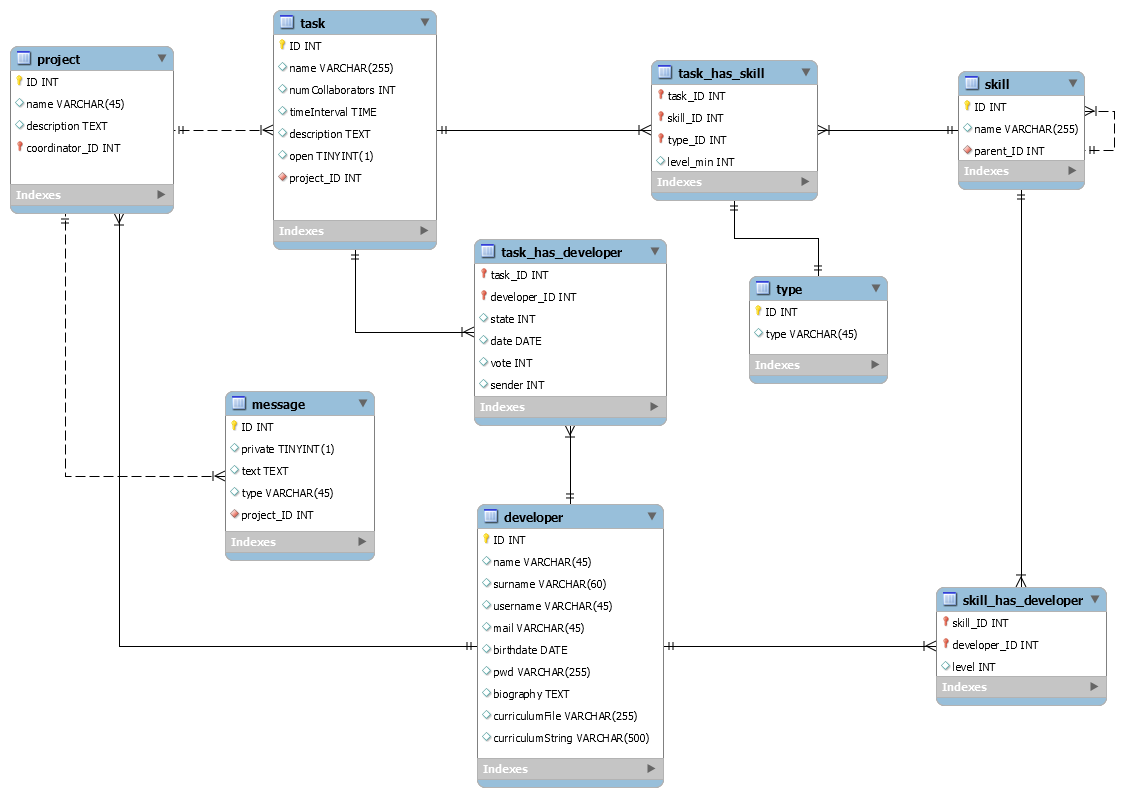 project
ID INT
name VARCHAR(45)
description TEXT
coordinator_ID INT
Indexes
task
ID INT
name VARCHAR(255)
numCollaborators INT
timeInterval TIME
description TEXT
open TINYINT(1)
project_ID INT
Indexes
task_has_skill
task_ID INT
skill_ID INT
type_ID INT
level_min INT
Indexes
skill
ID INT
name VARCHAR(255)
parent_ID INT
Indexes
task_has_developer
task_ID INT
developer_ID INT
state INT
date DATE
vote INT
sender INT
Indexes
type
ID INT
type VARCHAR(45)
Indexes
message
ID INT
private TINYINT(1)
text TEXT
type VARCHAR(45)
project_ID INT
Indexes
developer
ID INT
name VARCHAR(45)
surname VARCHAR(60)
username VARCHAR(45)
mail VARCHAR(45)
birthdate DATE
pwd VARCHAR(255)
biography TEXT
curriculumFile VARCHAR(255)
curriculumString VARCHAR(500)
Indexes
skill_has_developer
skill_ID INT
developer_ID INT
level INT
Indexes